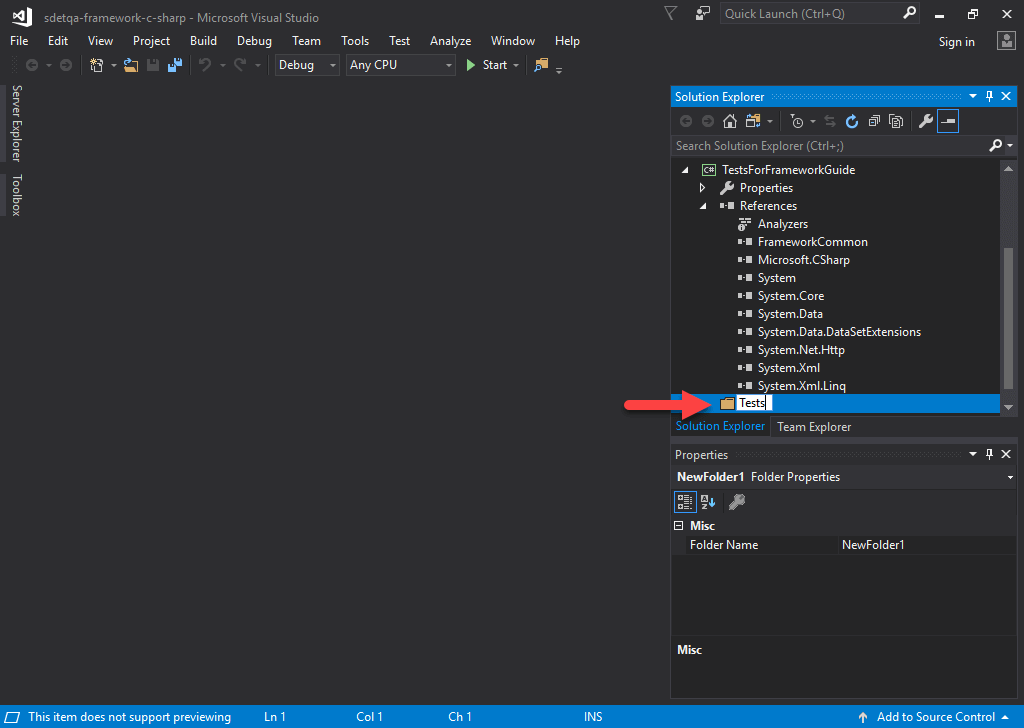 sdetqa-framework-c-sharp - Microsoft Visual Studio
Quick Launch (Ctrl+Q)
File Edit View Project Build Debug Team Tools Test Analyze Window Help
Sign in
Debug Any CPU Start
Server Explorer
Toolbox
Solution Explorer
Search Solution Explorer (Ctrl+;)
C# TestsForFrameworkGuide
Properties
References
Analyzers
FrameworkCommon
Microsoft.CSharp
System
System.Core
System.Data
System.Data.DataSetExtensions
System.Net.Http
System.Xml
System.Xml.Linq
Tests
Solution Explorer Team Explorer
Properties
NewFolder1 Folder Properties
Misc
Folder Name NewFolder1
Misc
This item does not support previewing Ln 1 Col 1 Ch 1 INS Add to Source Control